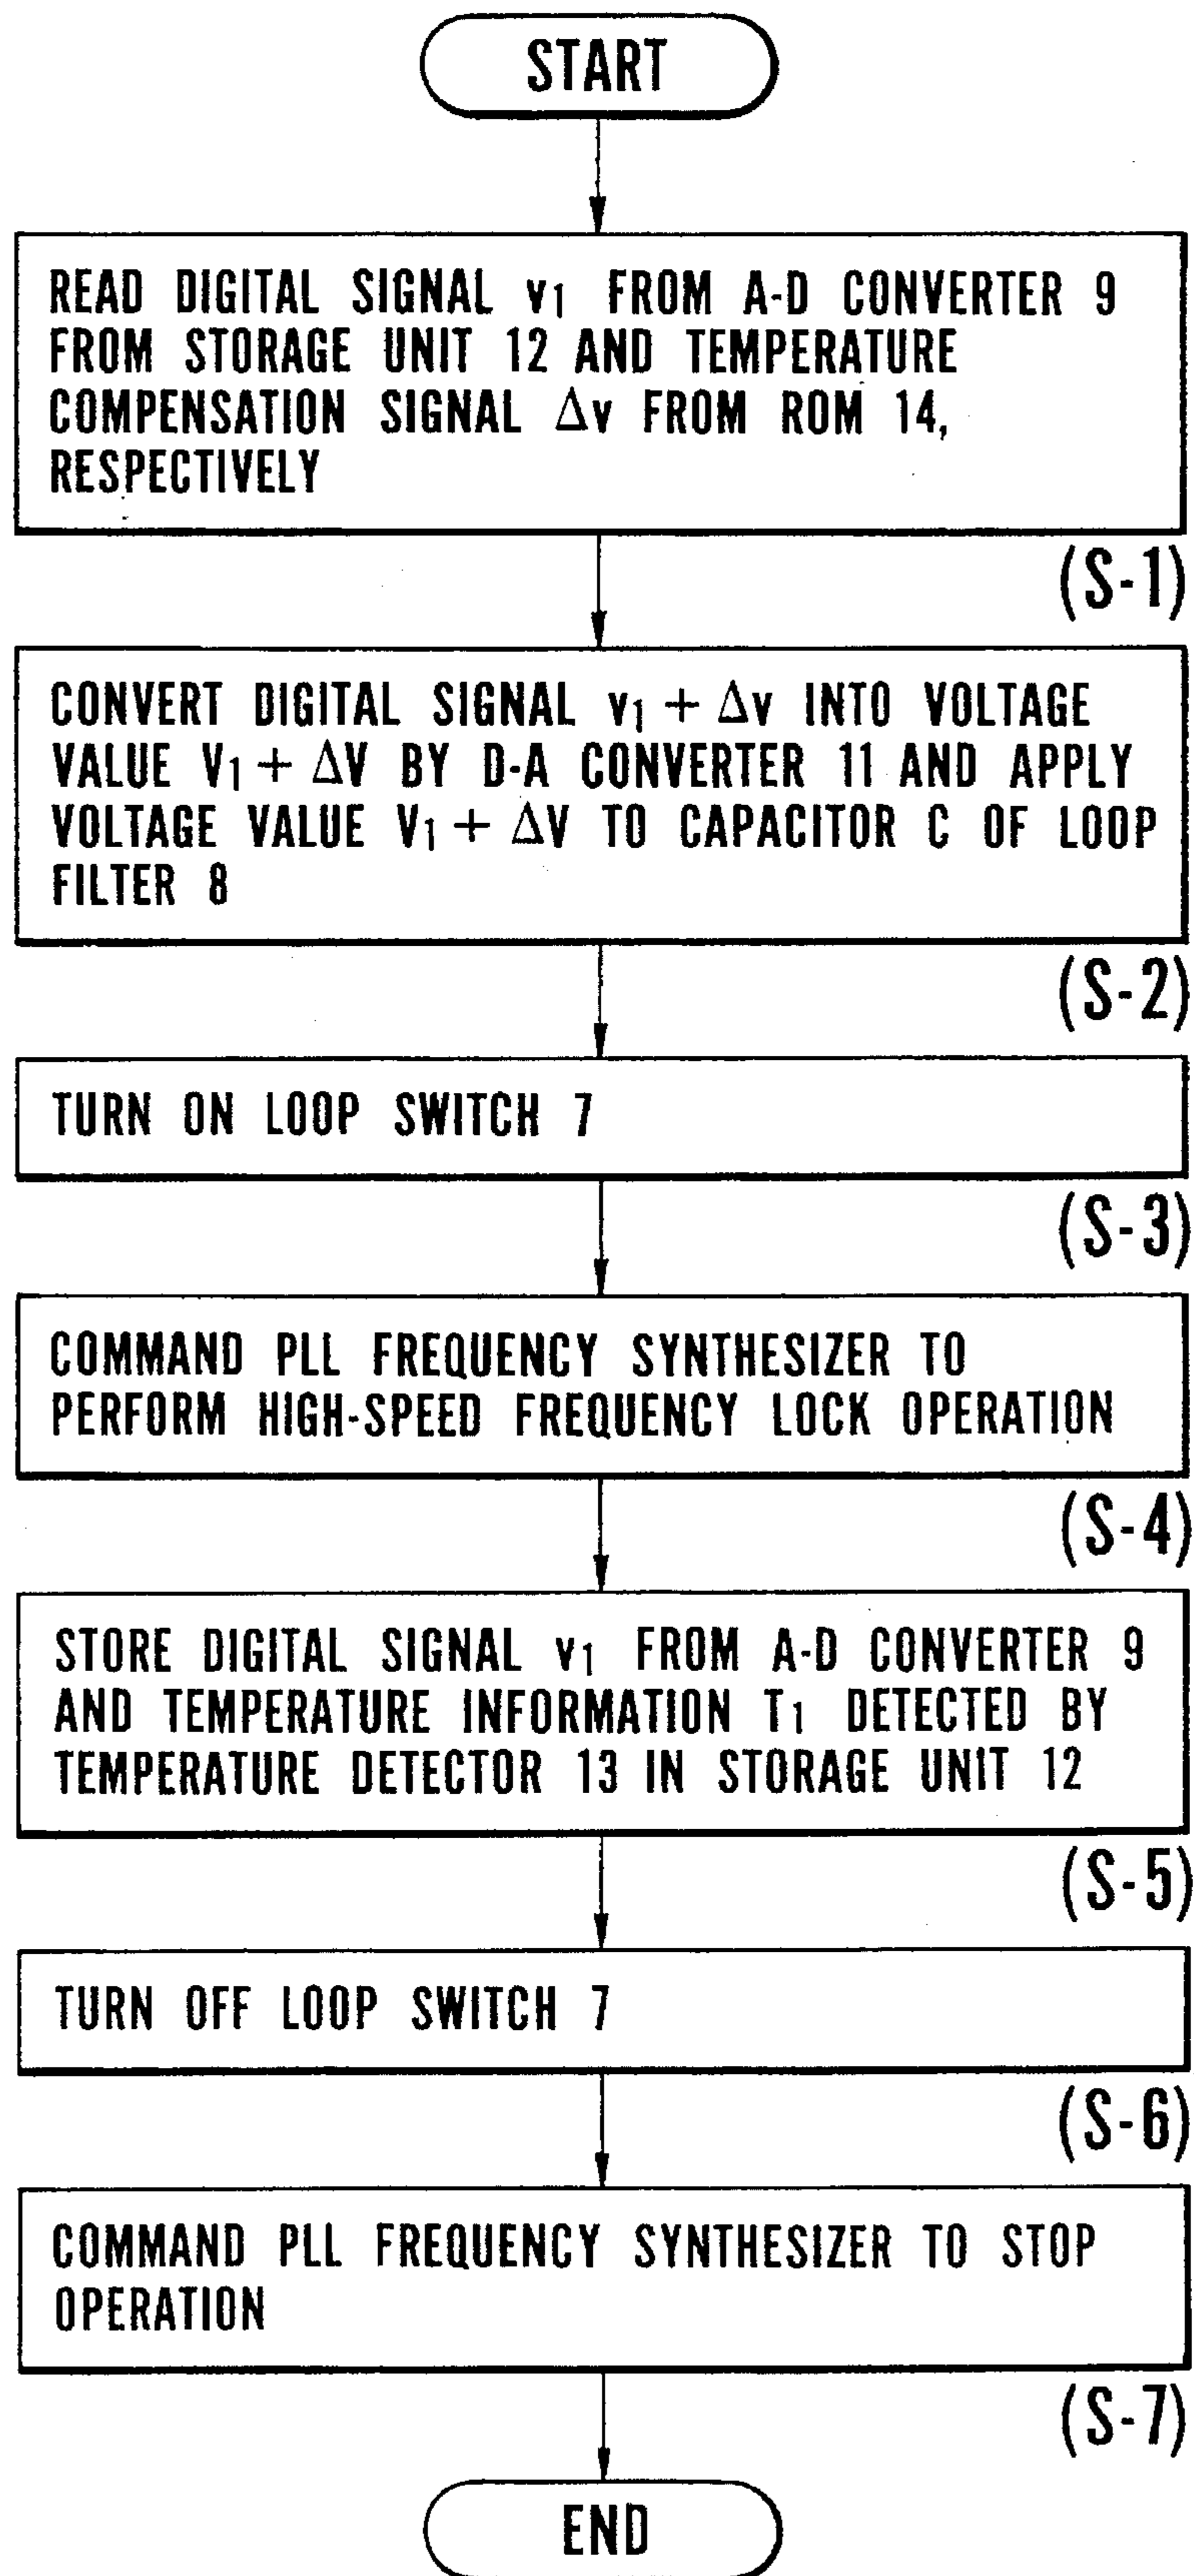 START
READ DIGITAL SIGNAL v1 FROM A-D CONVERTER 9
FROM STORAGE UNIT 12 AND TEMPERATURE
COMPENSATION SIGNAL Δv FROM ROM 14,
RESPECTIVELY
(S-1)
CONVERT DIGITAL SIGNAL v1 + Δv INTO VOLTAGE
VALUE V1 + ΔV BY D-A CONVERTER 11 AND APPLY
VOLTAGE VALUE V1 + ΔV TO CAPACITOR C OF LOOP
FILTER 8
(S-2)
TURN ON LOOP SWITCH 7
(S-3)
COMMAND PLL FREQUENCY SYNTHESIZER TO
PERFORM HIGH-SPEED FREQUENCY LOCK OPERATION
(S-4)
STORE DIGITAL SIGNAL v1 FROM A-D CONVERTER 9
AND TEMPERATURE INFORMATION T1 DETECTED BY
TEMPERATURE DETECTOR 13 IN STORAGE UNIT 12
(S-5)
TURN OFF LOOP SWITCH 7
(S-6)
COMMAND PLL FREQUENCY SYNTHESIZER TO STOP
OPERATION
(S-7)
END